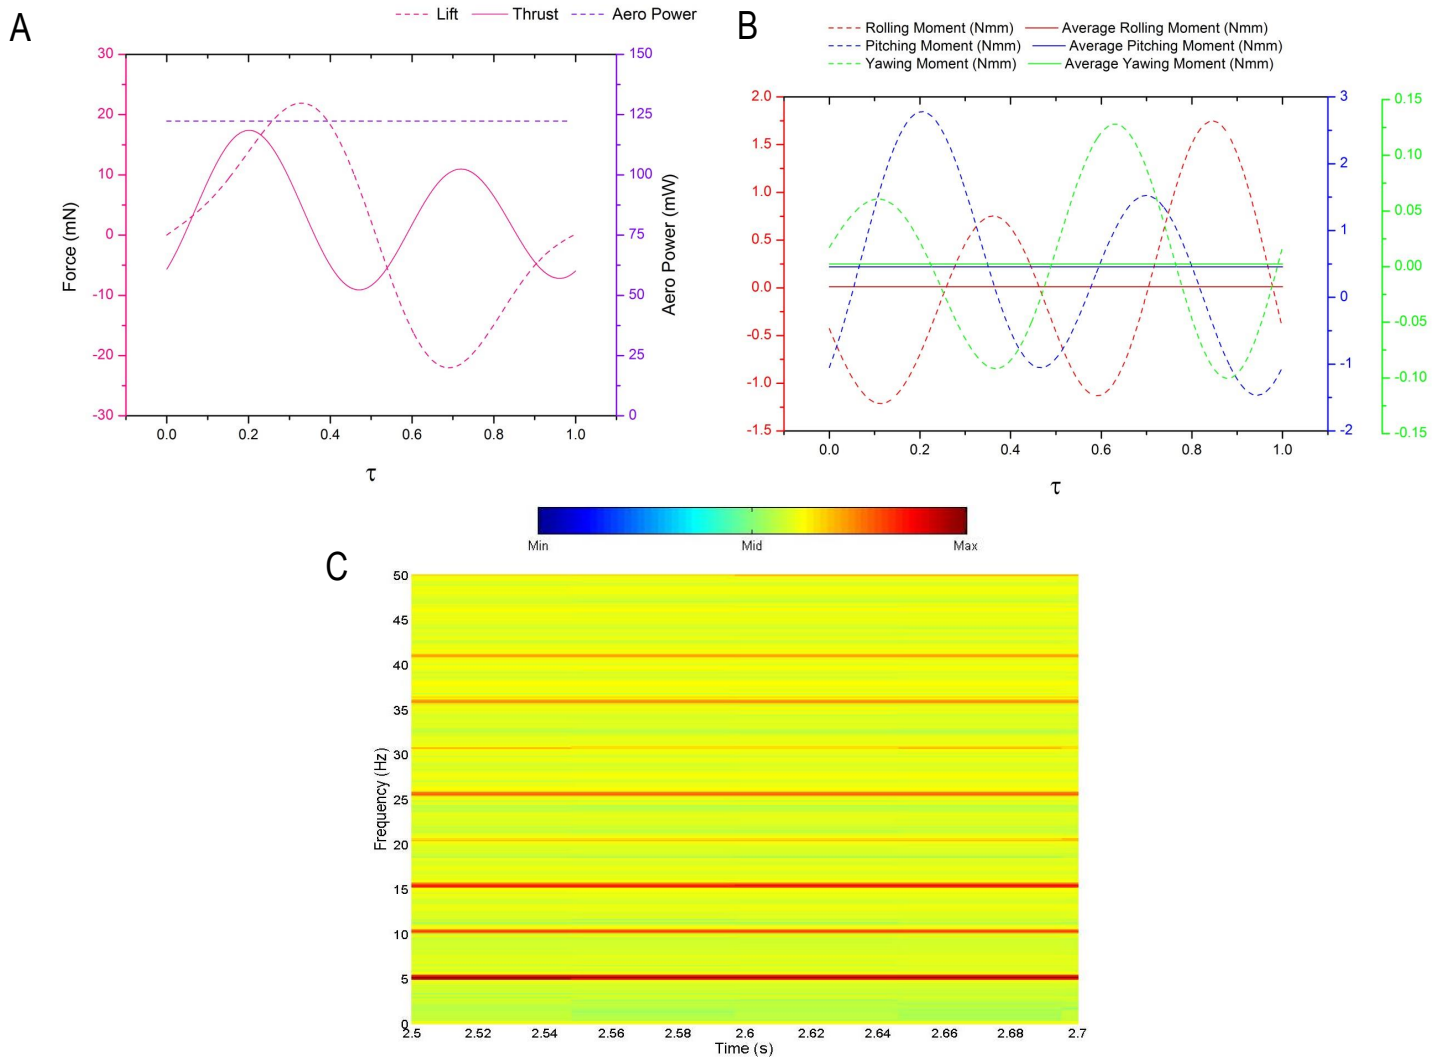 A
Lift Thrust Aero Power
30 20 10 0 -10 -20 -30
Force (mN)
150 125 100 75 50 25 0
Aero Power (mW)
0.0 0.2 0.4 0.6 0.8 1.0
τ
B
Rolling Moment (Nmm) Average Rolling Moment (Nmm)
Pitching Moment (Nmm) Average Pitching Moment (Nmm)
Yawing Moment (Nmm) Average Yawing Moment (Nmm)
2.0 1.5 1.0 0.5 0.0 -0.5 -1.0 -1.5
3 2 1 0 -1 -2
0.15 0.10 0.05 0.00 -0.05 -0.10 -0.15
0.0 0.2 0.4 0.6 0.8 1.0
τ
Min Mid Max
C
50 45 40 35 30 25 20 15 10 5 0
Frequency (Hz)
2.5 2.52 2.54 2.56 2.58 2.6 2.62 2.64 2.66 2.68 2.7
Time (s)